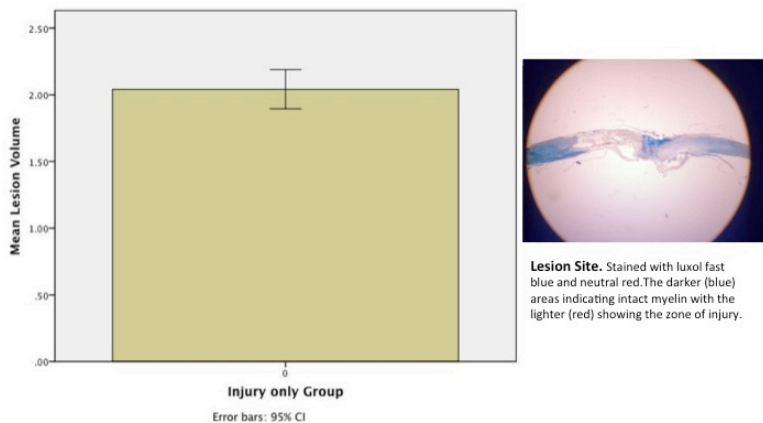 2.50
2.00
1.50
1.00
.50
.00
Mean Lesion Volume
0
Injury only Group
Error bars: 95% CI
Lesion Site. Stained with luxol fast
blue and neutral red.The darker (blue)
areas indicating intact myelin with the
lighter (red) showing the zone of injury.